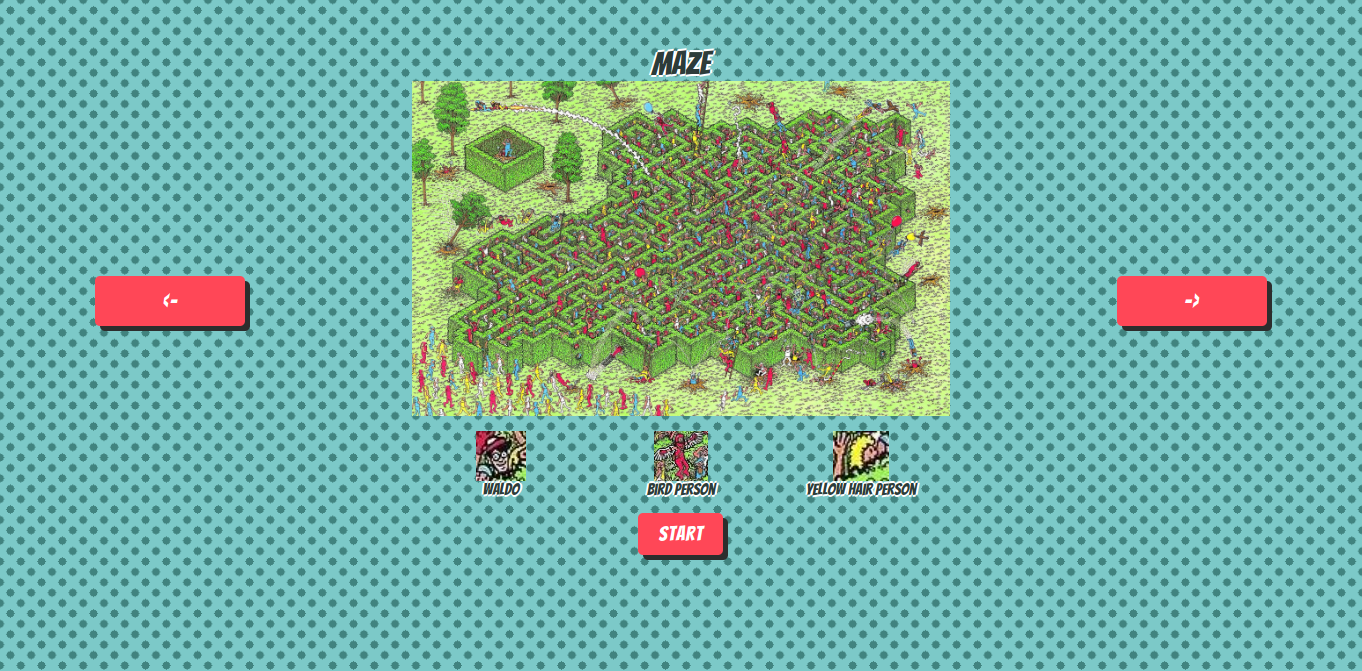 MAZE
<-
->
WALDO
BIRD PERSON
YELLOW HAIR PERSON
START